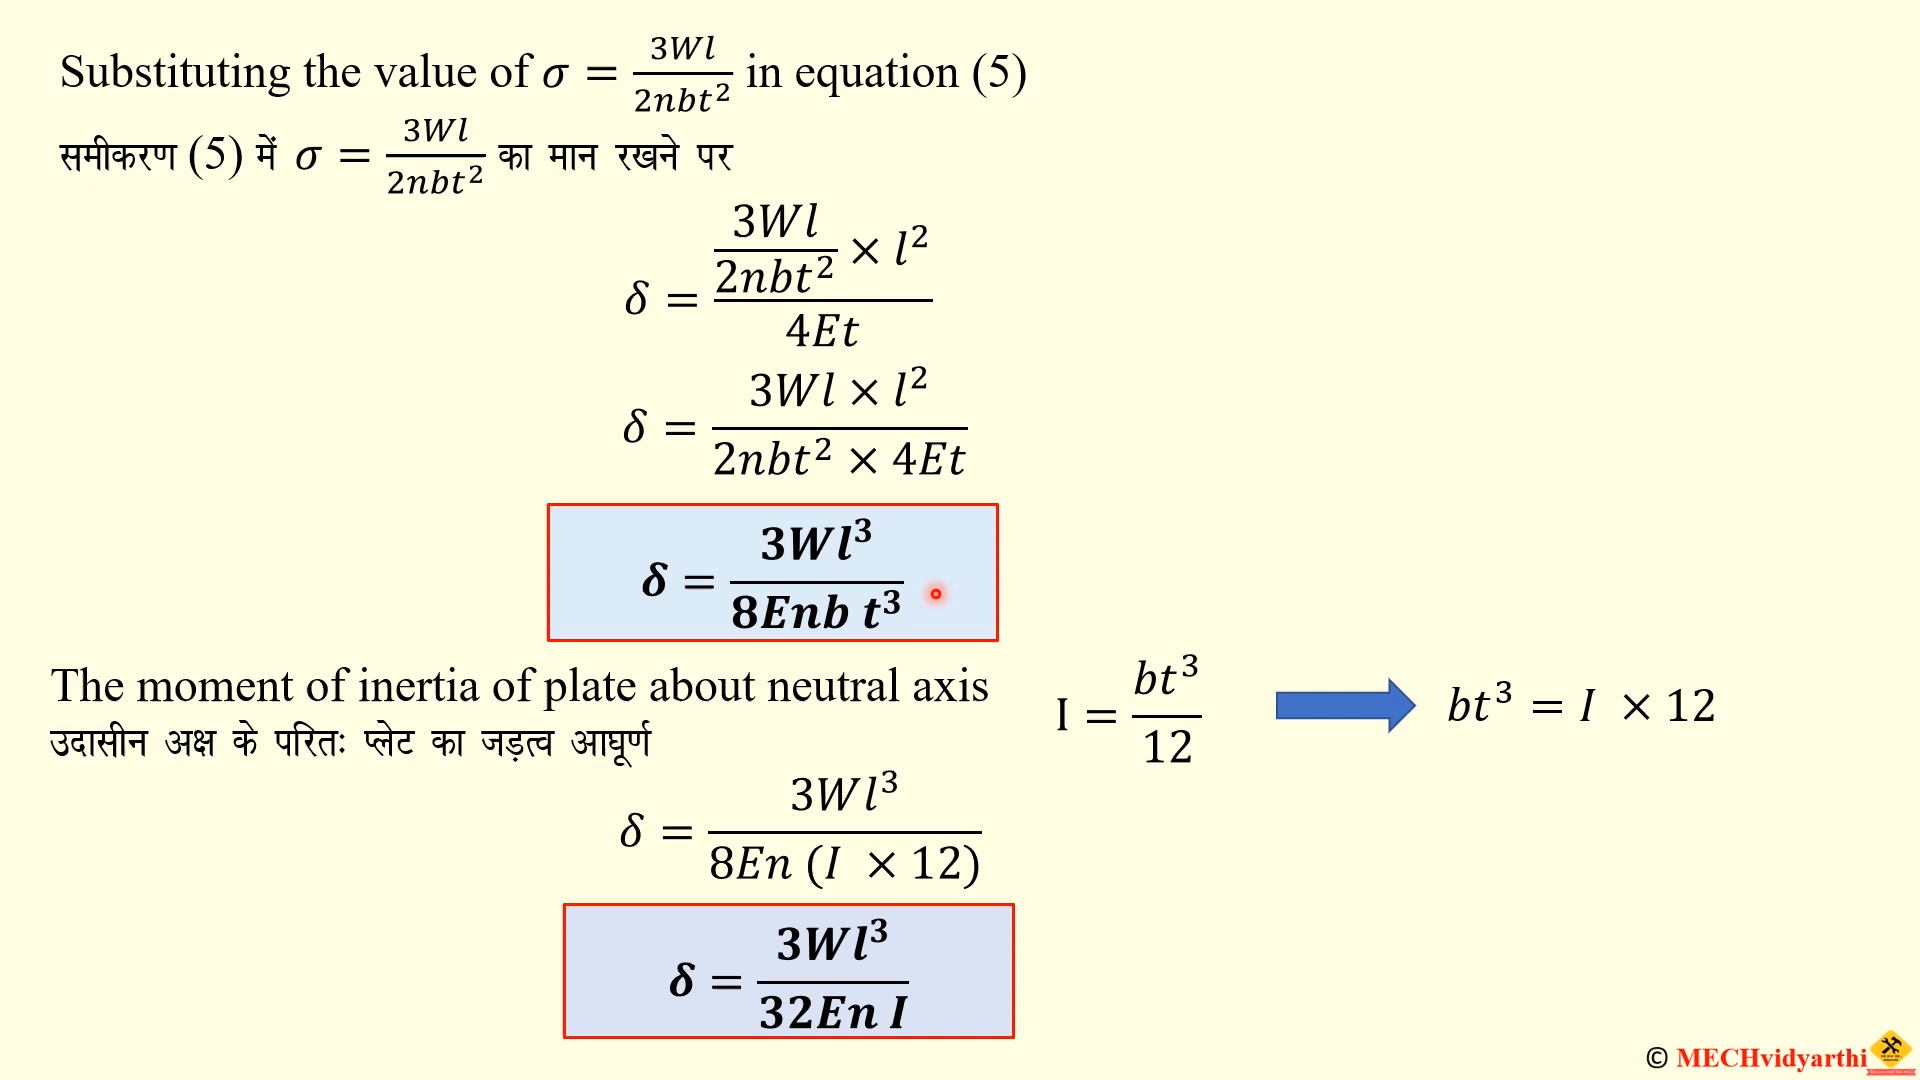 Substituting the value of σ = 3Wl/2nbt² in equation (5)
समीकरण (5) में σ = 3Wl/2nbt² का मान रखने पर
δ = (3Wl/2nbt² × l²)/4Et
δ = (3Wl × l²)/(2nbt² × 4Et)
δ = 3Wl³/8Enb t³
The moment of inertia of plate about neutral axis I = bt³/12 bt³ = I × 12
उदासीन अक्ष के परितः प्लेट का जड़त्व आघूर्ण
δ = 3Wl³/8En (I × 12)
δ = 3Wl³/32En I
© MECHvidyarthi